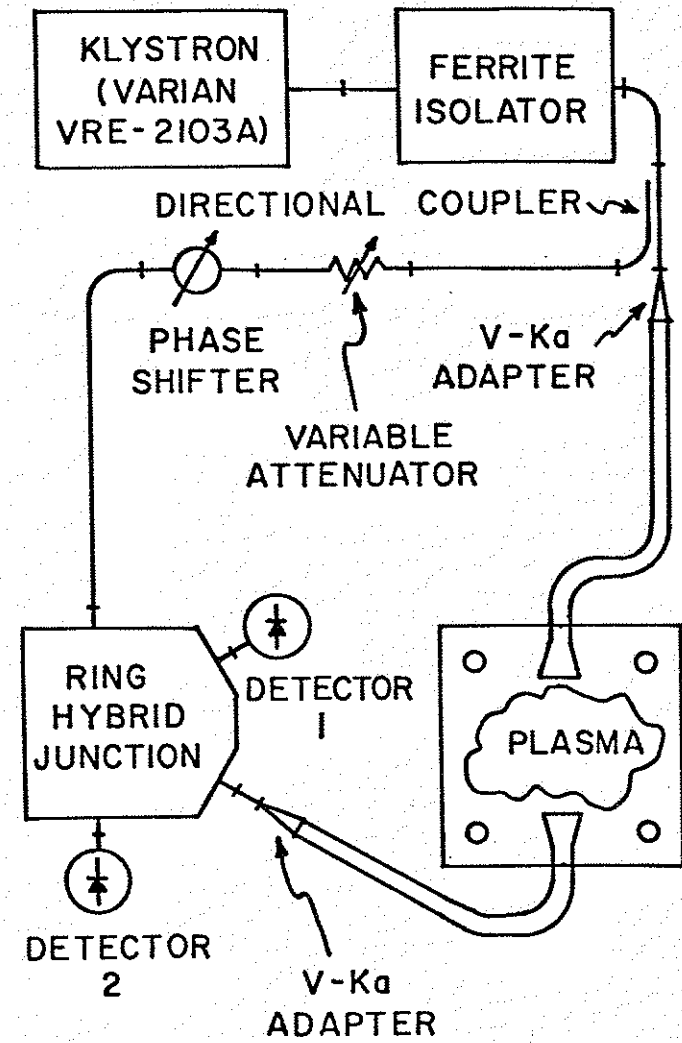 KLYSTRON
(VARIAN
VRE-2103A)
FERRITE
ISOLATOR
DIRECTIONAL COUPLER
PHASE
SHIFTER
V-Ka
ADAPTER
VARIABLE
ATTENUATOR
RING
HYBRID
JUNCTION
DETECTOR
1
PLASMA
DETECTOR
2
V-Ka
ADAPTER